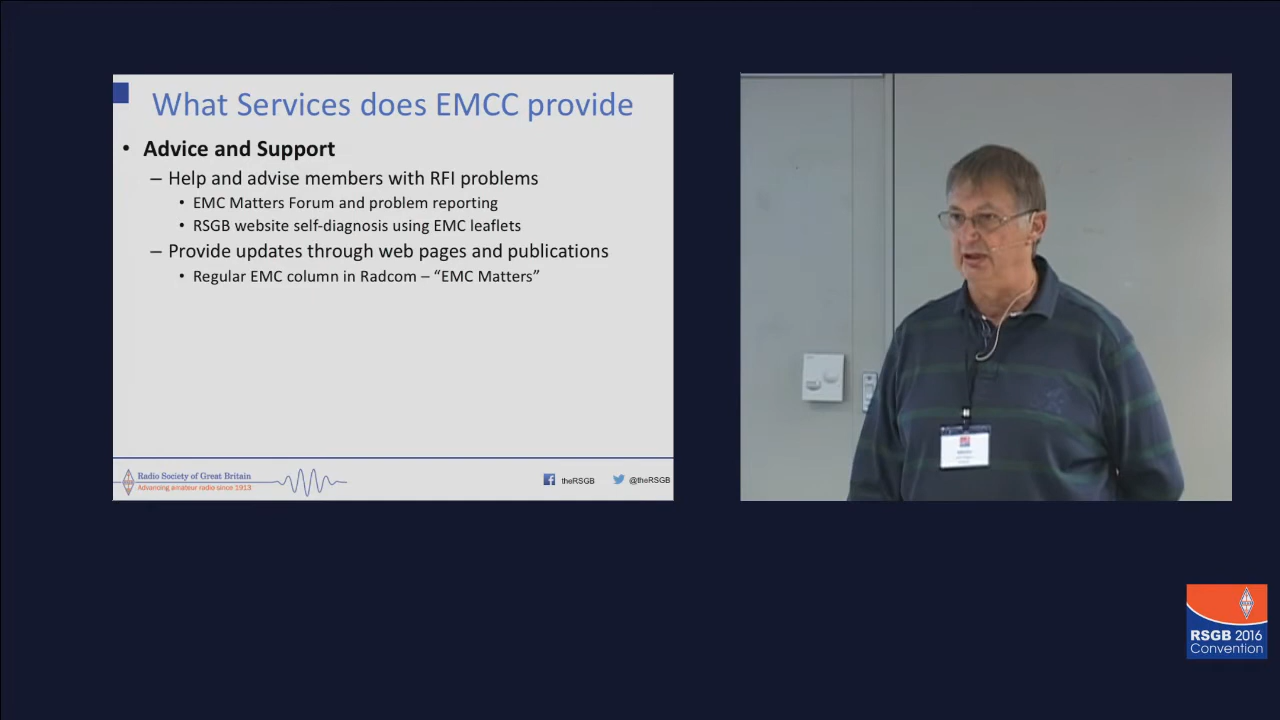 What Services does EMCC provide
• Advice and Support
– Help and advise members with RFI problems
• EMC Matters Forum and problem reporting
• RSGB website self-diagnosis using EMC leaflets
– Provide updates through web pages and publications
• Regular EMC column in Radcom – “EMC Matters”
Radio Society of Great Britain
Advancing amateur radio since 1913
theRSGB
@theRSGB
RSGB 2016
Convention